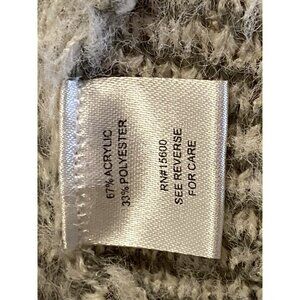 67% ACRYLIC
33% POLYESTER
RN#15600
SEE REVERSE
FOR CARE